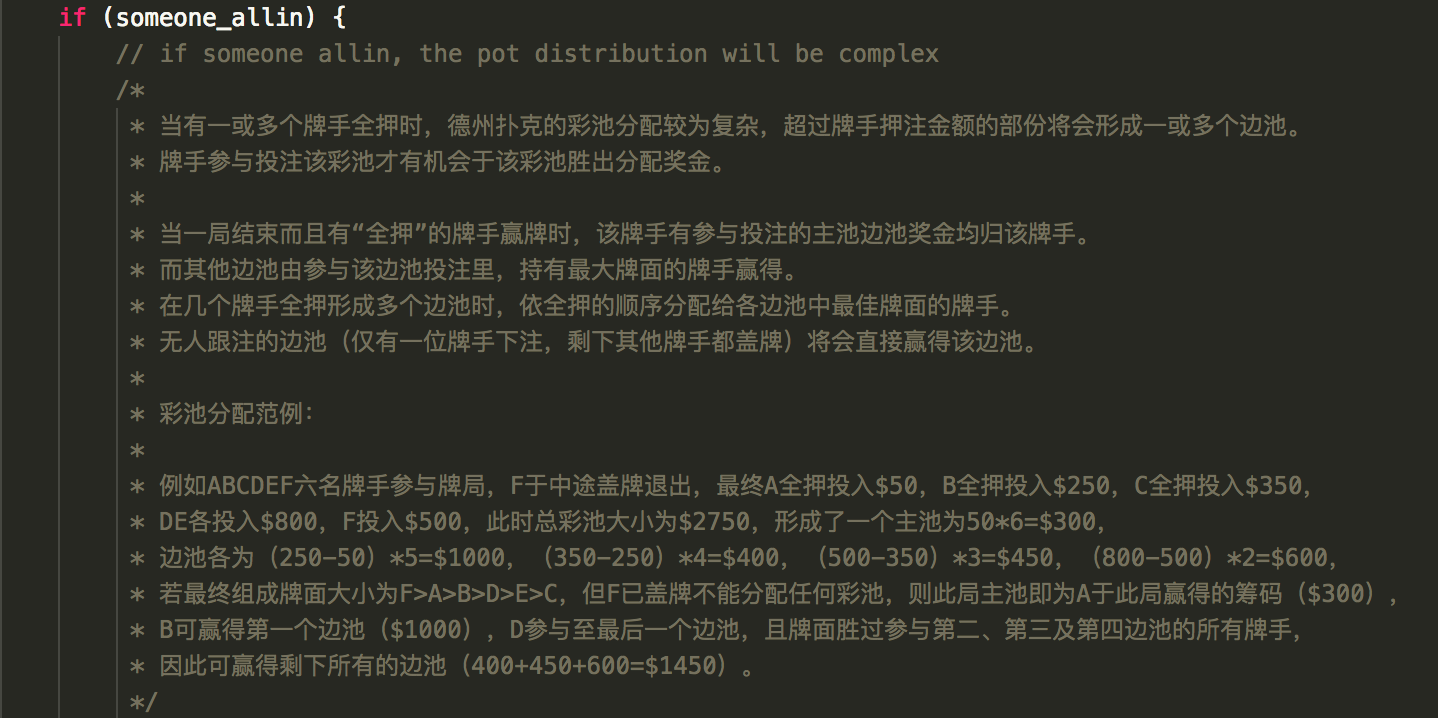 if (someone_allin) {
// if someone allin, the pot distribution will be complex
/*
* 当有一或多个牌手全押时，德州扑克的彩池分配较为复杂，超过牌手押注金额的部份将会形成一或多个边池。
* 牌手参与投注该彩池才有机会于该彩池胜出分配奖金。
*
* 当一局结束而且有“全押”的牌手赢牌时，该牌手有参与投注的主池边池奖金均归该牌手。
* 而其他边池由参与该边池投注里，持有最大牌面的牌手赢得。
* 在几个牌手全押形成多个边池时，依全押的顺序分配给各边池中最佳牌面的牌手。
* 无人跟注的边池（仅有一位牌手下注，剩下其他牌手都盖牌）将会直接赢得该边池。
*
* 彩池分配范例：
*
* 例如ABCDEF六名牌手参与牌局，F于中途盖牌退出，最终A全押投入$50，B全押投入$250，C全押投入$350，
* DE各投入$800，F投入$500，此时总彩池大小为$2750，形成了一个主池为50*6=$300，
* 边池各为（250-50）*5=$1000，（350-250）*4=$400，（500-350）*3=$450，（800-500）*2=$600，
* 若最终组成牌面大小为F>A>B>D>E>C，但F已盖牌不能分配任何彩池，则此局主池即为A于此局赢得的筹码（$300），
* B可赢得第一个边池（$1000），D参与至最后一个边池，且牌面胜过参与第二、第三及第四边池的所有牌手，
* 因此可赢得剩下所有的边池（400+450+600=$1450）。
*/